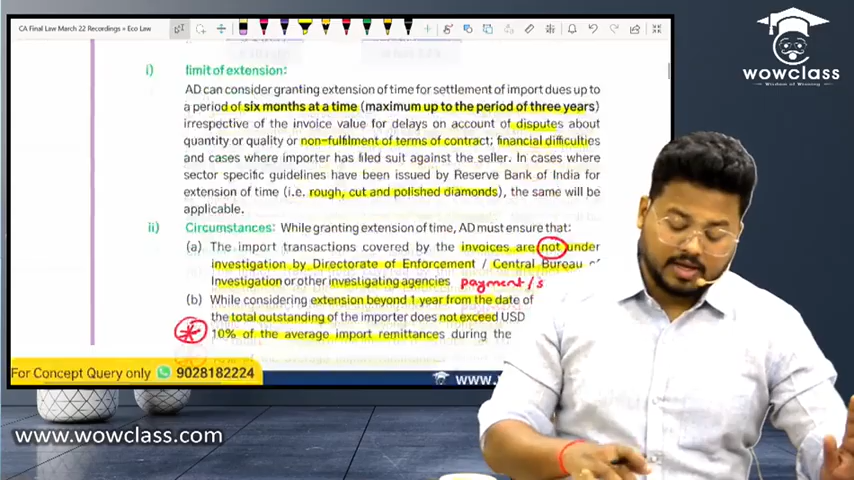 CA Final Law March 22 Recordings + Eco Law
wowclass
Wisdom of Winning
i) limit of extension:
AD can consider granting extension of time for settlement of import dues up to
a period of six months at a time (maximum up to the period of three years)
irrespective of the invoice value for delays on account of disputes about
quantity or quality or non-fulfilment of terms of contract; financial difficulties
and cases where importer has filed suit against the seller. In cases where
sector specific guidelines have been issued by Reserve Bank of India for
extension of time (i.e. rough, cut and polished diamonds), the same will be
applicable.
ii) Circumstances: While granting extension of time, AD must ensure that:
(a) The import transactions covered by the invoices are not under
investigation by Directorate of Enforcement / Central Bureau of
Investigation or other investigating agencies payment/s
(b) While considering extension beyond 1 year from the date of
the total outstanding of the importer does not exceed USD
10% of the average import remittances during the
For Concept Query only 9028182224
www.
www.wowclass.com